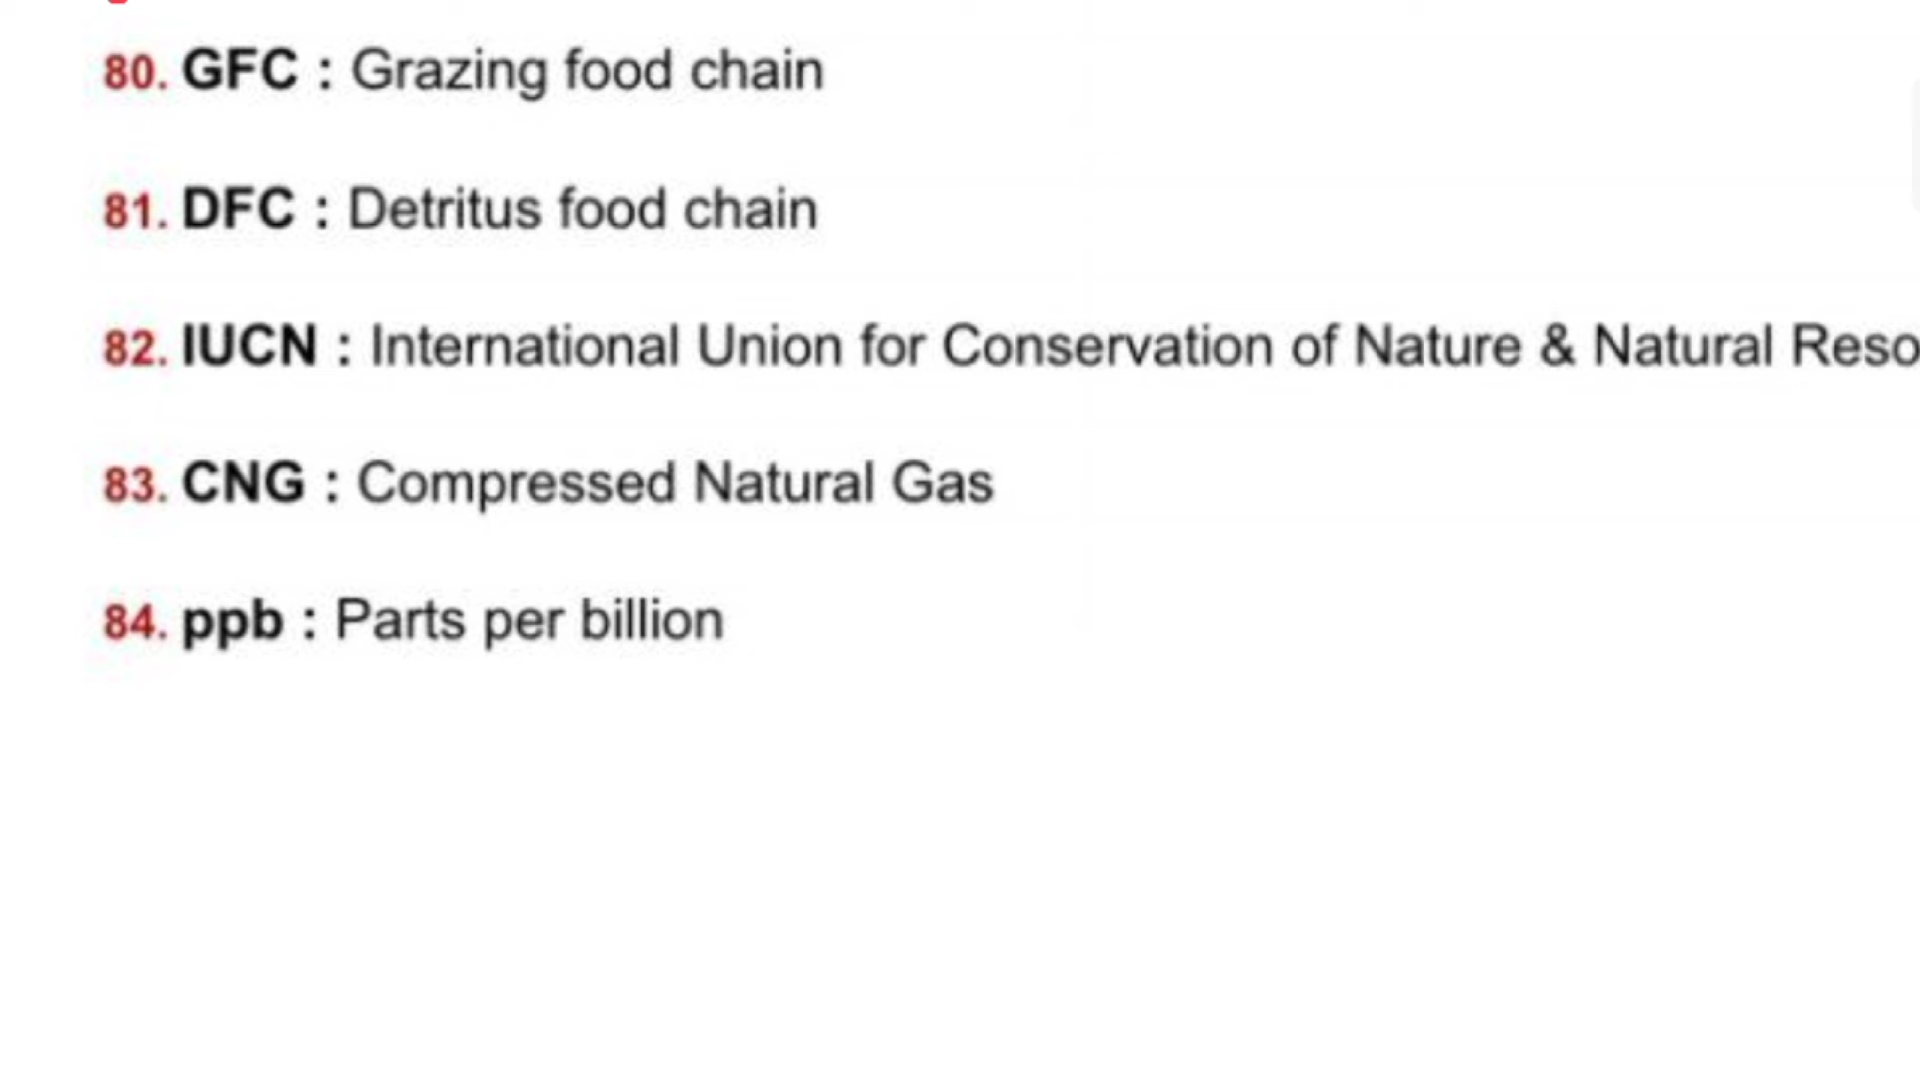 80. GFC : Grazing food chain
81. DFC : Detritus food chain
82. IUCN : International Union for Conservation of Nature & Natural Reso
83. CNG : Compressed Natural Gas
84. ppb : Parts per billion